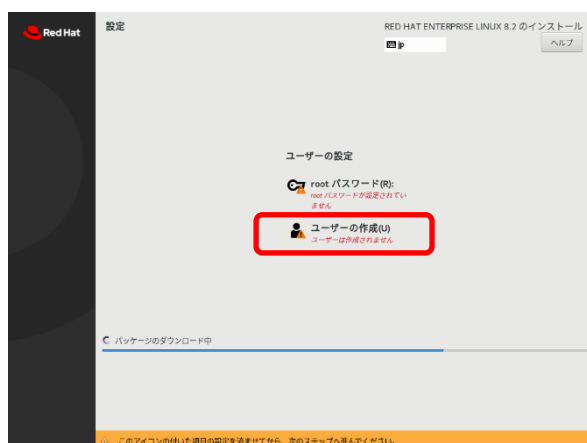 Red Hat
設定
RED HAT ENTERPRISE LINUX 8.2 のインストール
jp
ヘルプ
ユーザーの設定
root パスワード(R):
root パスワードが設定されてい
ません
ユーザーの作成(U)
ユーザーは作成されません
パッケージのダウンロード中
このアイコンの付いた項目の設定を済ませてから、次のステップへ進んでください。